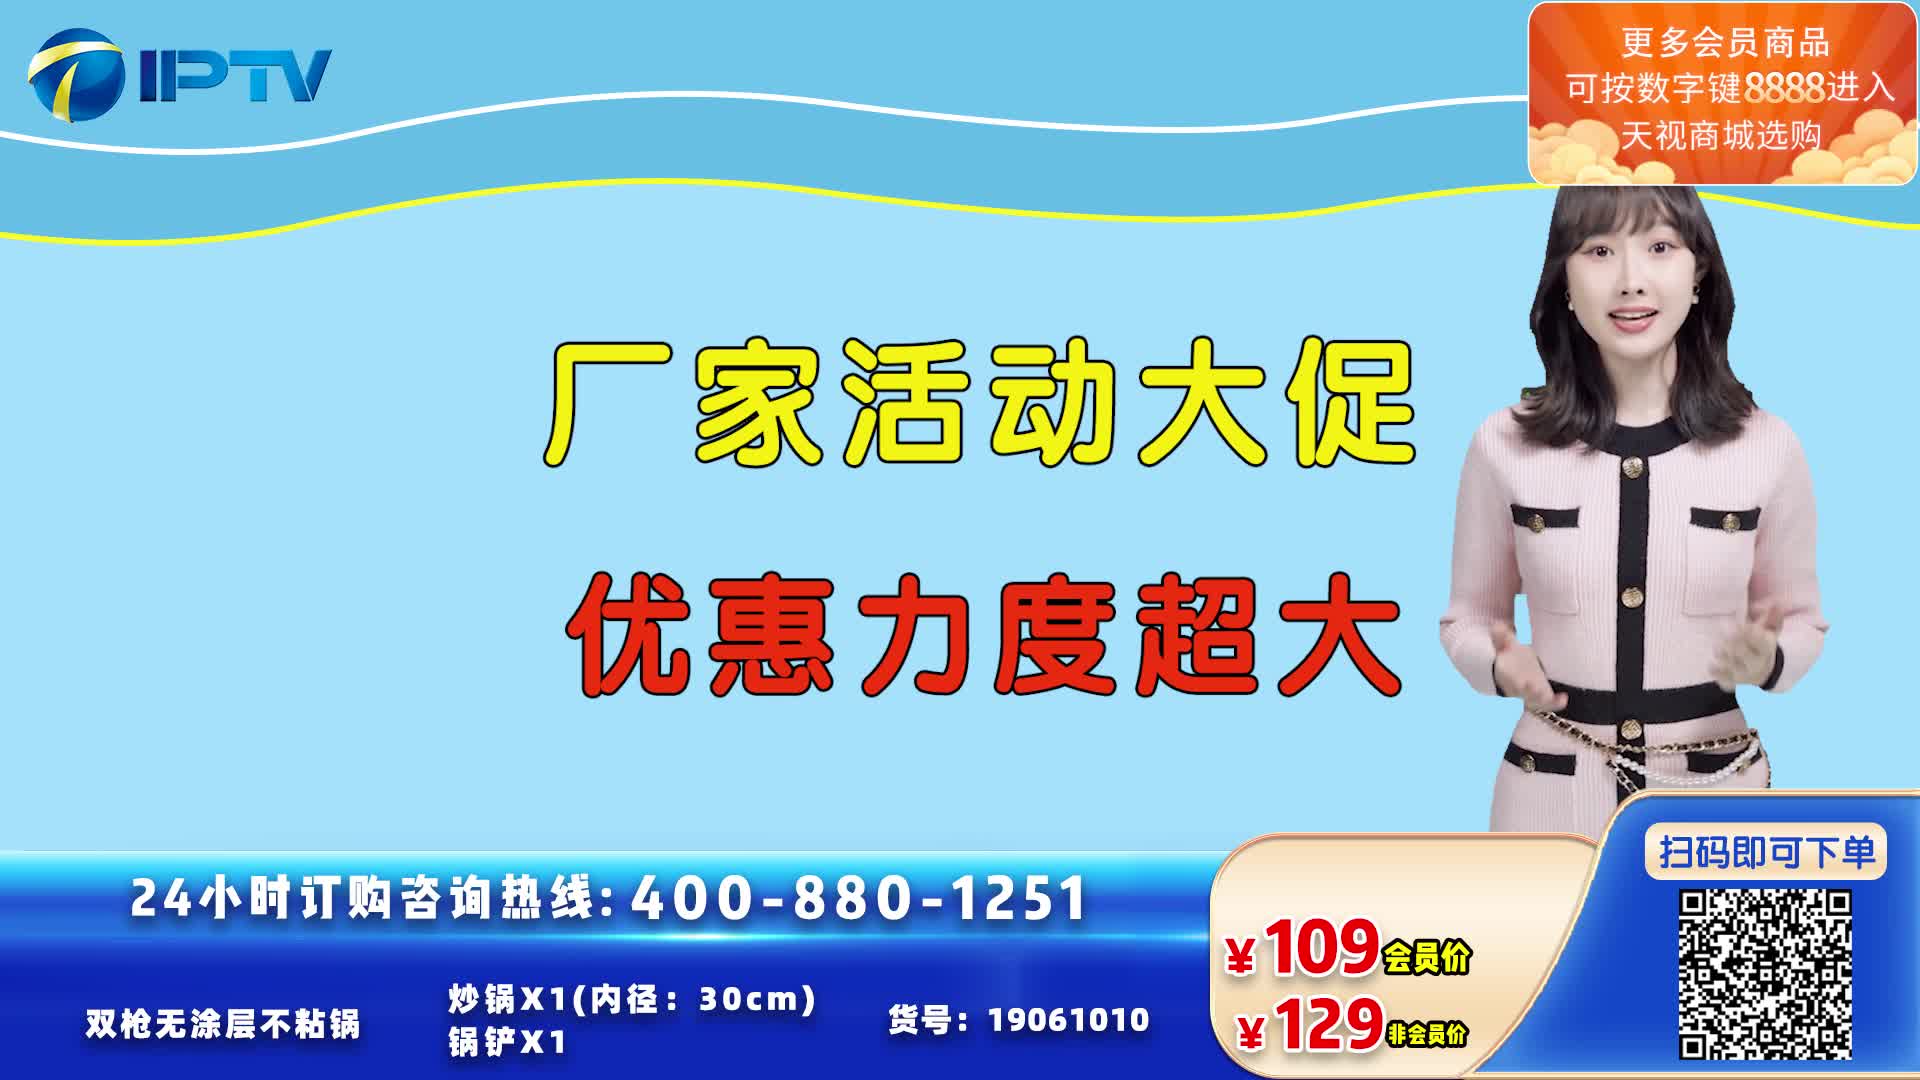 IPTV
更多会员商品
可按数字键8888进入
天视商城选购
厂家活动大促
优惠力度超大
24小时订购咨询热线:400-880-1251
双枪无涂层不粘锅
炒锅X1(内径：30cm)
锅铲X1
货号：19061010
¥109会员价
¥129非会员价
扫码即可下单